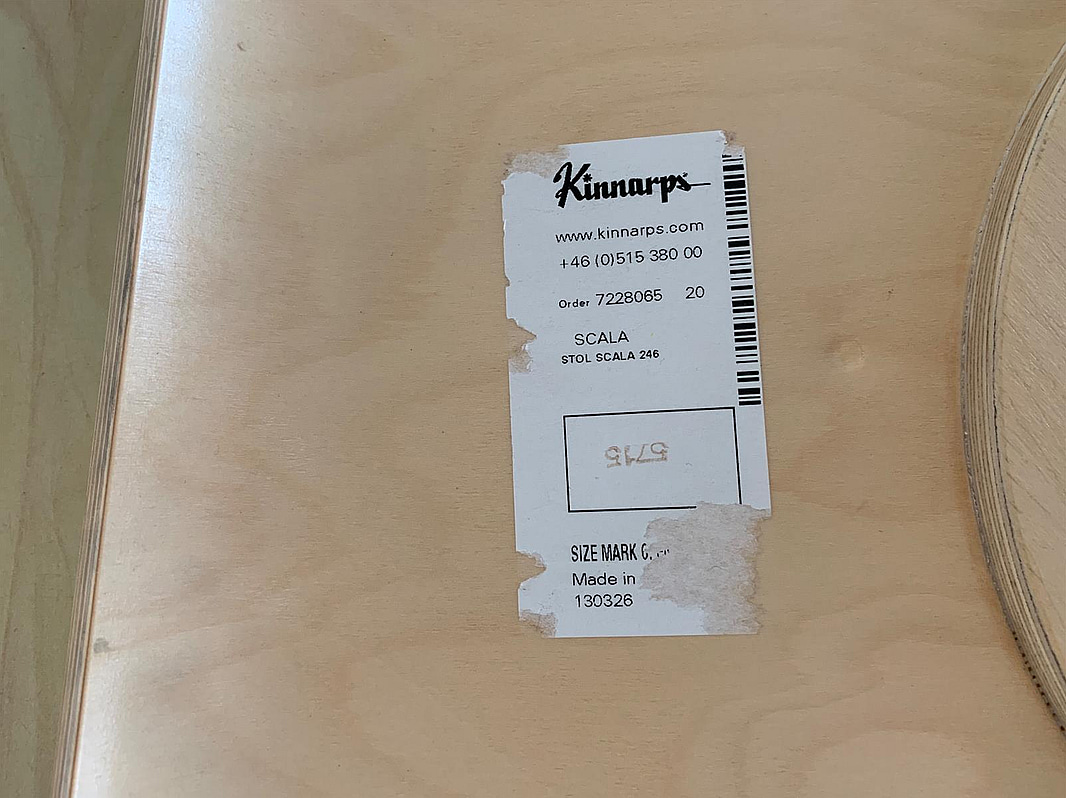 Kinnarps
www.kinnarps.com
+46 (0)515 380 00
Order 7228065 20
SCALA
STOL SCALA 246
5715
SIZE MARK
Made in
130326